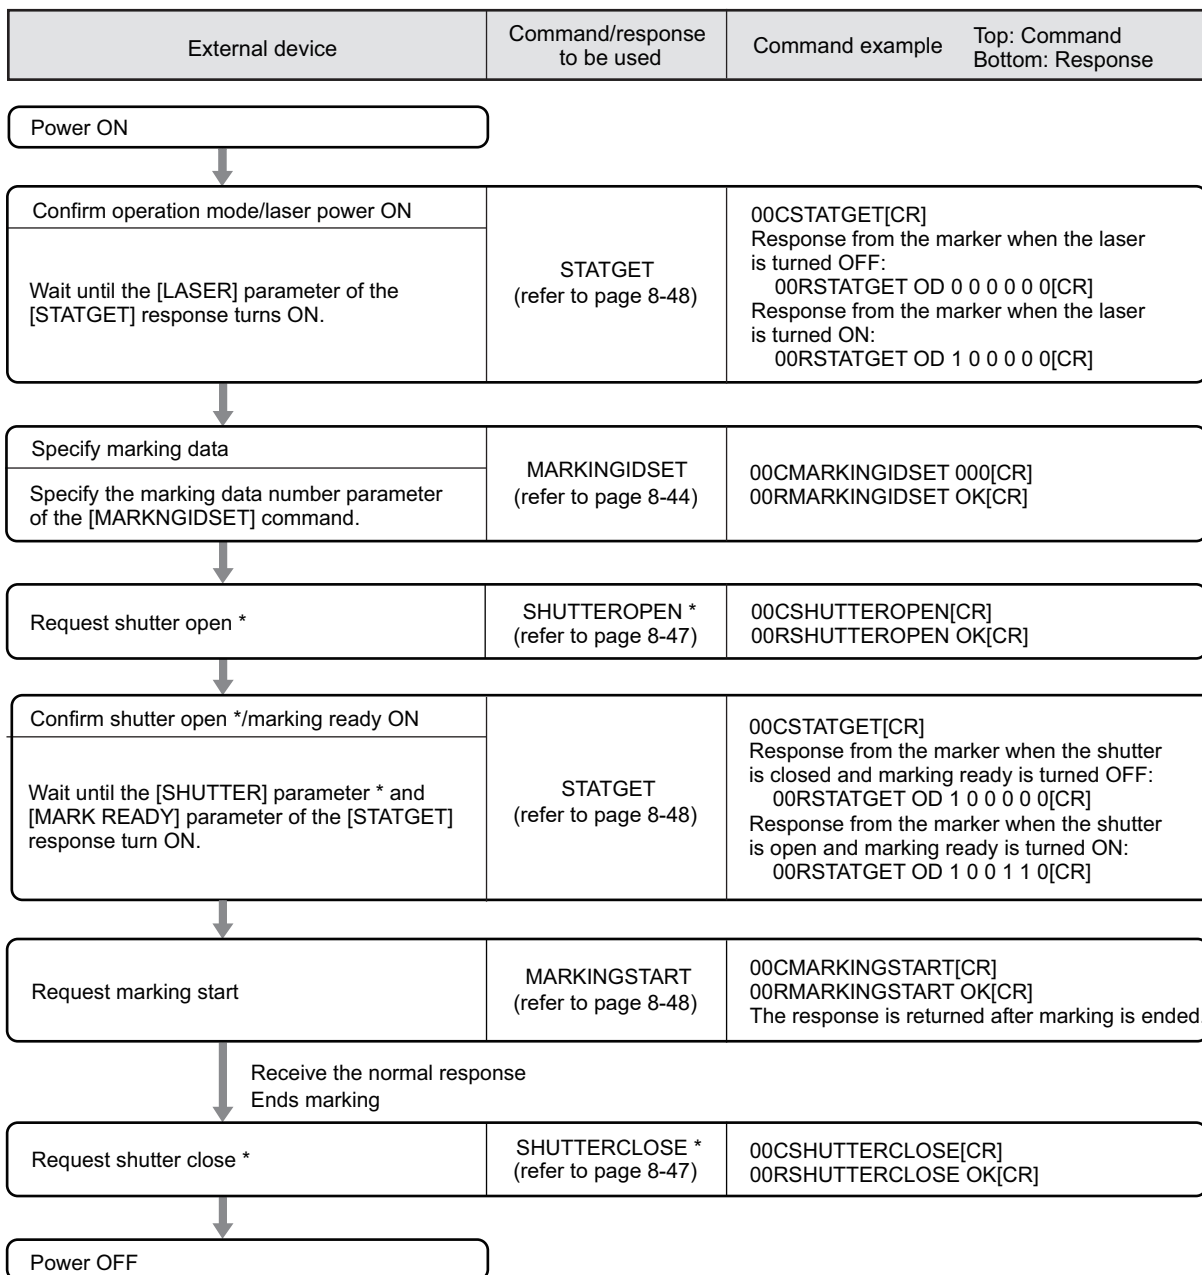 External device
Command/response
to be used
Command example
Top: Command
Bottom: Response
Power ON
Confirm operation mode/laser power ON
Wait until the [LASER] parameter of the
[STATGET] response turns ON.
STATGET
(refer to page 8-48)
00CSTATGET[CR]
Response from the marker when the laser
is turned OFF:
00RSTATGET OD 0 0 0 0 0 0[CR]
Response from the marker when the laser
is turned ON:
00RSTATGET OD 1 0 0 0 0 0[CR]
Specify marking data
Specify the marking data number parameter
of the [MARKNGIDSET] command.
MARKINGIDSET
(refer to page 8-44)
00CMARKINGIDSET 000[CR]
00RMARKINGIDSET OK[CR]
Request shutter open *
SHUTTEROPEN *
(refer to page 8-47)
00CSHUTTEROPEN[CR]
00RSHUTTEROPEN OK[CR]
Confirm shutter open */marking ready ON
Wait until the [SHUTTER] parameter * and
[MARK READY] parameter of the [STATGET]
response turn ON.
STATGET
(refer to page 8-48)
00CSTATGET[CR]
Response from the marker when the shutter
is closed and marking ready is turned OFF:
00RSTATGET OD 1 0 0 0 0 0[CR]
Response from the marker when the shutter
is open and marking ready is turned ON:
00RSTATGET OD 1 0 0 1 1 0[CR]
Request marking start
MARKINGSTART
(refer to page 8-48)
00CMARKINGSTART[CR]
00RMARKINGSTART OK[CR]
The response is returned after marking is ended.
Receive the normal response
Ends marking
Request shutter close *
SHUTTERCLOSE *
(refer to page 8-47)
00CSHUTTERCLOSE[CR]
00RSHUTTERCLOSE OK[CR]
Power OFF